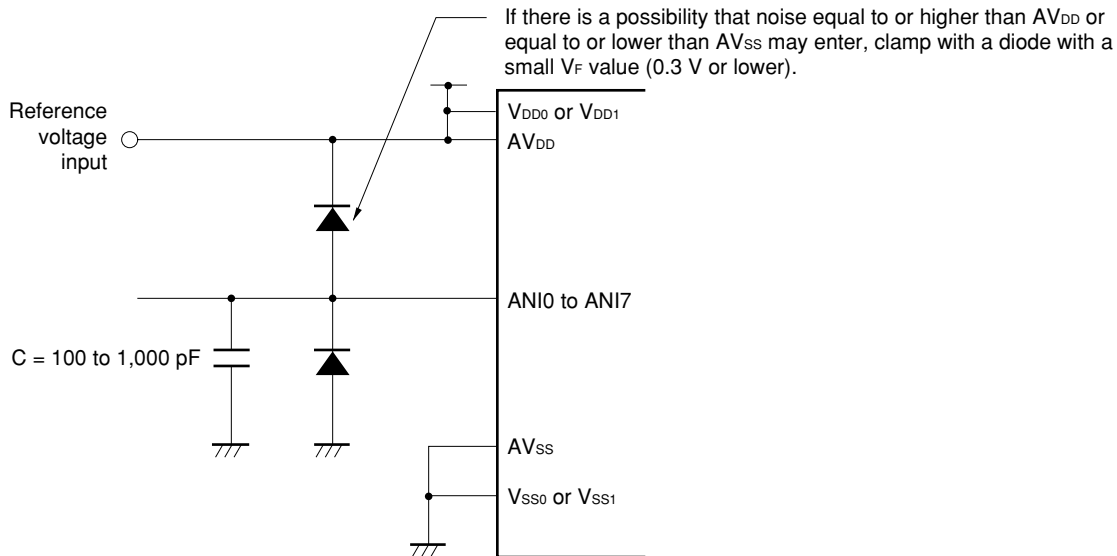 If there is a possibility that noise equal to or higher than AVDD or
equal to or lower than AVSS may enter, clamp with a diode with a
small VF value (0.3 V or lower).
Reference
voltage
input
VDD0 or VDD1
AVDD
ANI0 to ANI7
C = 100 to 1,000 pF
AVSS
VSS0 or VSS1